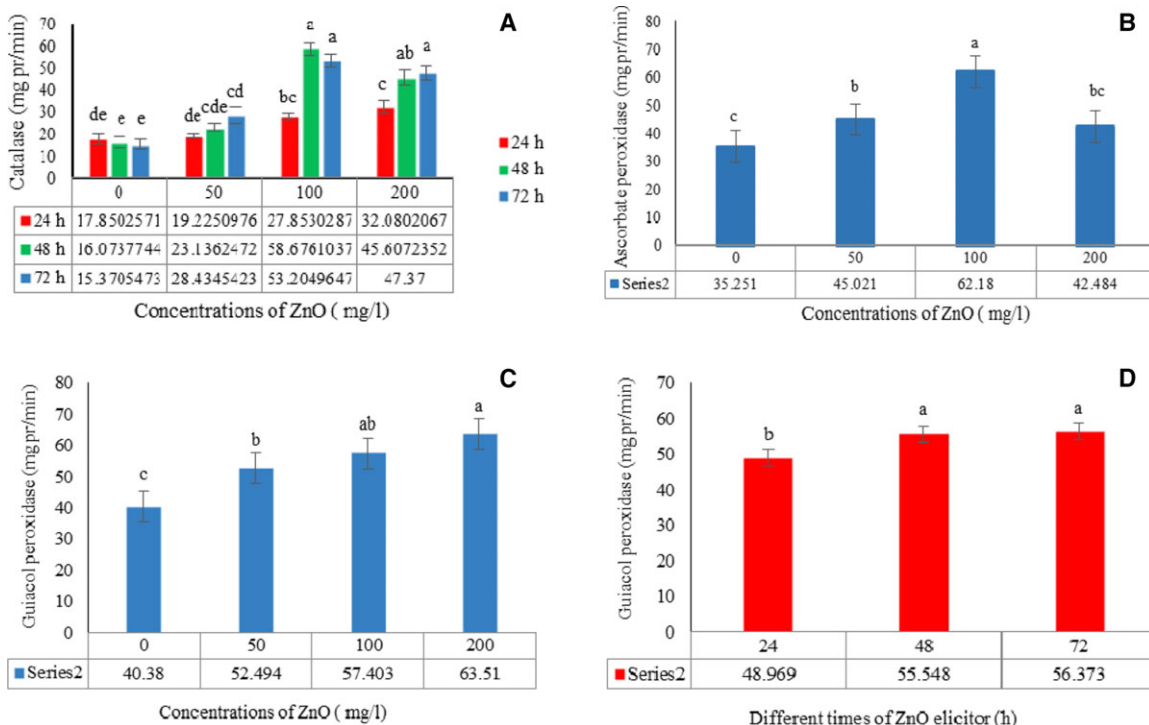 A
Catalase (mg pr/min)
70
60
50
40
30
20
10
0
de e e
de cde cd
bc a a
c ab a
24 h
48 h
72 h
0 50 100 200
24 h 17.8502571 19.2250976 27.8530287 32.0802067
48 h 16.0737744 23.1362472 58.6761037 45.6072352
72 h 15.3705473 28.4345423 53.2049647 47.37
Concentrations of ZnO ( mg/l)
B
Ascorbate peroxidase (mg pr/min)
80
70
60
50
40
30
20
10
0
c b a bc
0 50 100 200
Series2 35.251 45.021 62.18 42.484
Concentrations of ZnO ( mg/l)
C
Guiacol peroxidase (mg pr/min)
80
70
60
50
40
30
20
10
0
c b ab a
0 50 100 200
Series2 40.38 52.494 57.403 63.51
Concentrations of ZnO ( mg/l)
D
Guiacol peroxidase (mg pr/min)
70
60
50
40
30
20
10
0
b a a
24 48 72
Series2 48.969 55.548 56.373
Different times of ZnO elicitor (h)